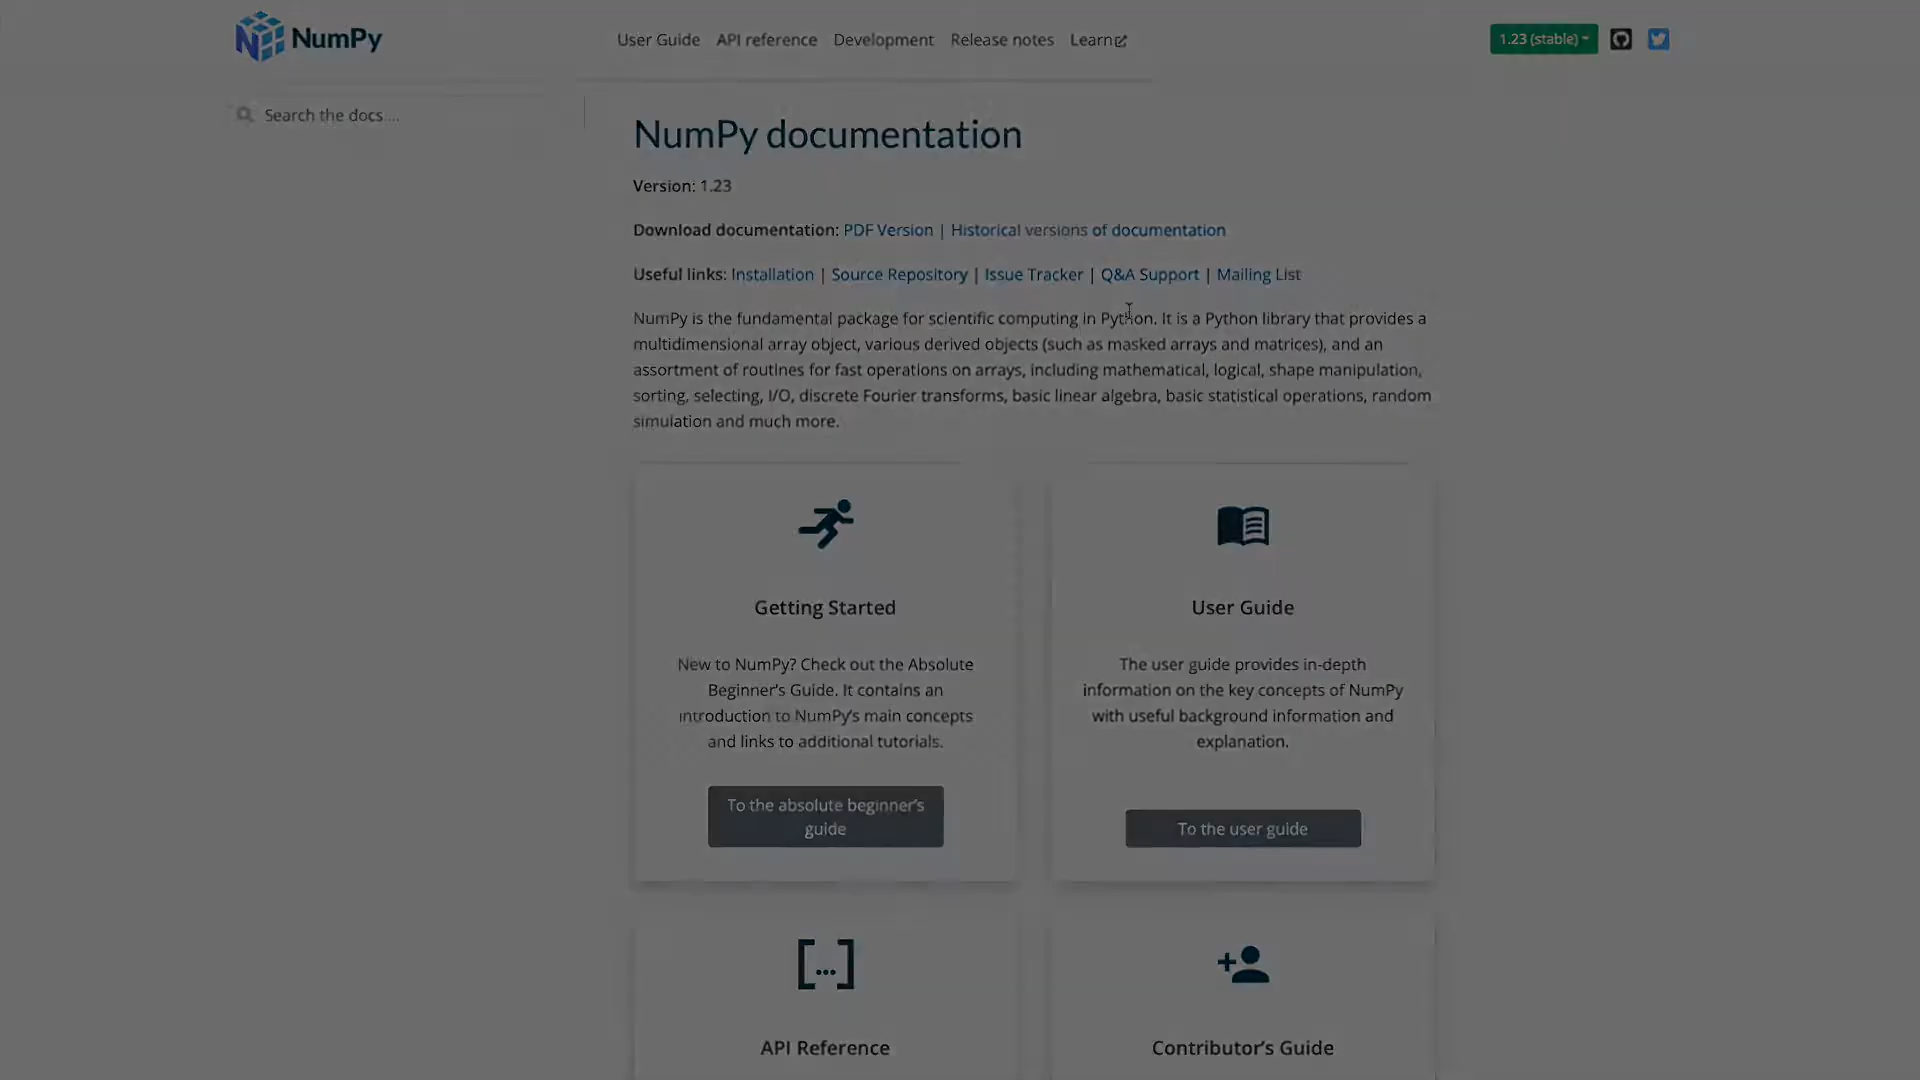 NumPy
User Guide API reference Development Release notes Learn
1.23 (stable)
Search the docs ...
NumPy documentation
Version: 1.23
Download documentation: PDF Version | Historical versions of documentation
Useful links: Installation | Source Repository | Issue Tracker | Q&A Support | Mailing List
NumPy is the fundamental package for scientific computing in Python. It is a Python library that provides a
multidimensional array object, various derived objects (such as masked arrays and matrices), and an
assortment of routines for fast operations on arrays, including mathematical, logical, shape manipulation,
sorting, selecting, I/O, discrete Fourier transforms, basic linear algebra, basic statistical operations, random
simulation and much more.
Getting Started
New to NumPy? Check out the Absolute
Beginner's Guide. It contains an
introduction to NumPy's main concepts
and links to additional tutorials.
To the absolute beginner's
guide
User Guide
The user guide provides in-depth
information on the key concepts of NumPy
with useful background information and
explanation.
To the user guide
[...]
API Reference
Contributor's Guide